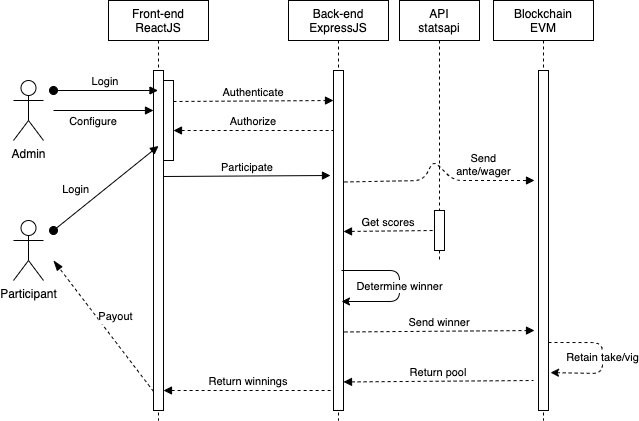 Front-end
ReactJS
Back-end
ExpressJS
API
statsapi
Blockchain
EVM
Login
Authenticate
Configure
Authorize
Admin
Participate
Send
ante/wager
Login
Get scores
Participant
Determine winner
Payout
Send winner
Retain take/vig
Return pool
Return winnings